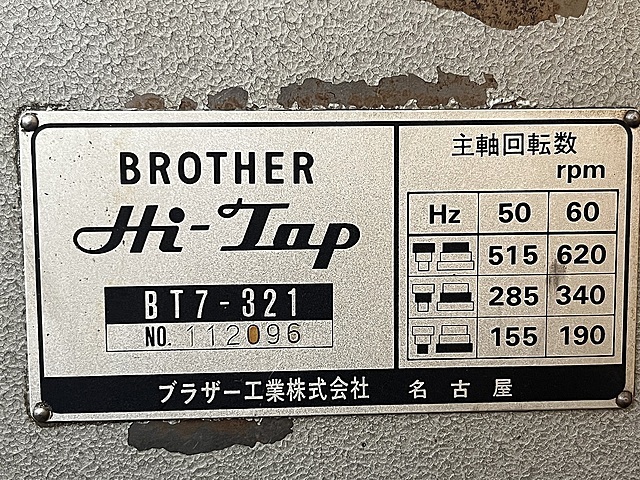 BROTHER
Hi-Tap
BT7-321
NO. 112096
主軸回転数
rpm
Hz 50 60
515 620
285 340
155 190
ブラザー工業株式会社 名古屋